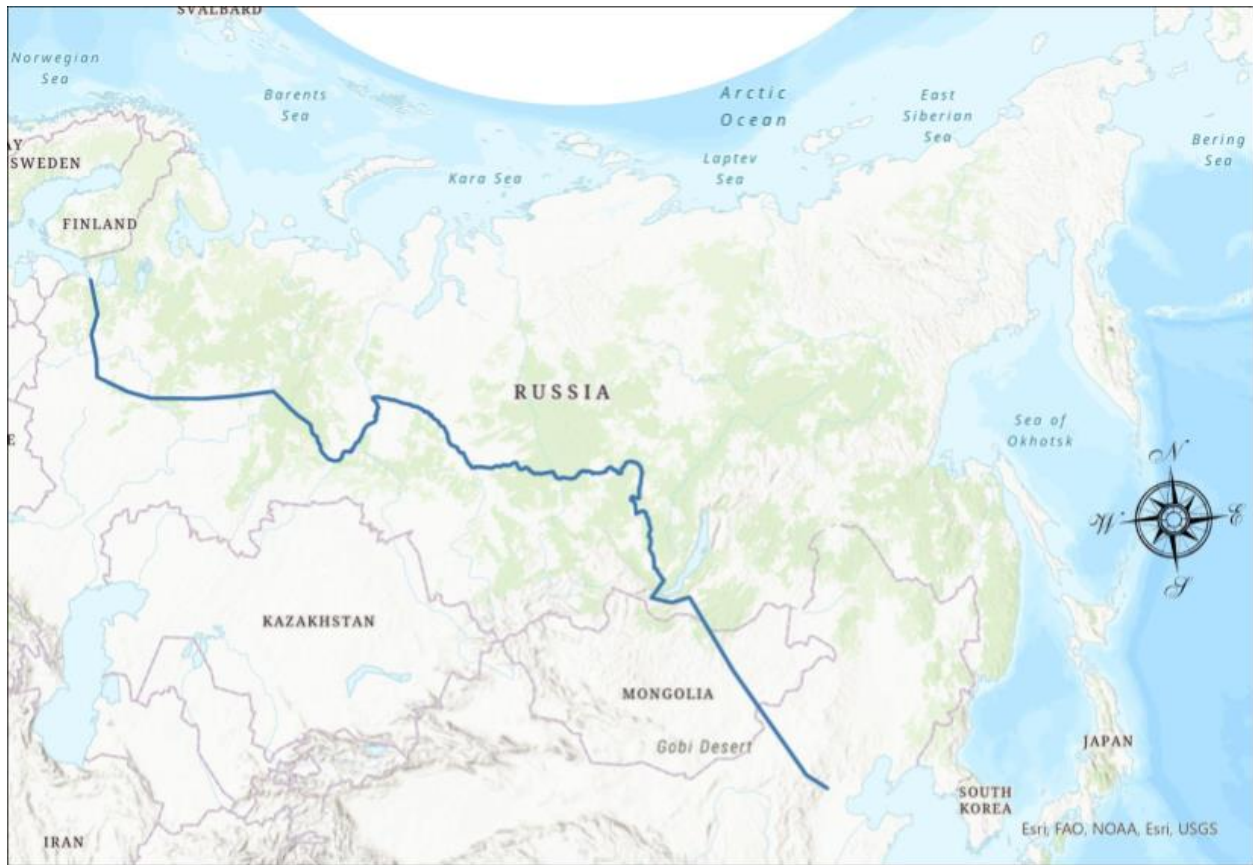 SVALBARD
Norwegian
Sea
Barents
Sea
Arctic
Ocean
East
Siberian
Sea
Bering
Sea
AY
SWEDEN
Laptev
Sea
Kara Sea
FINLAND
RUSSIA
Sea of
Okhotsk
E
N
W
E
S
KAZAKHSTAN
MONGOLIA
Gobi Desert
JAPAN
SOUTH
KOREA
IRAN
Esri, FAO, NOAA, Esri, USGS